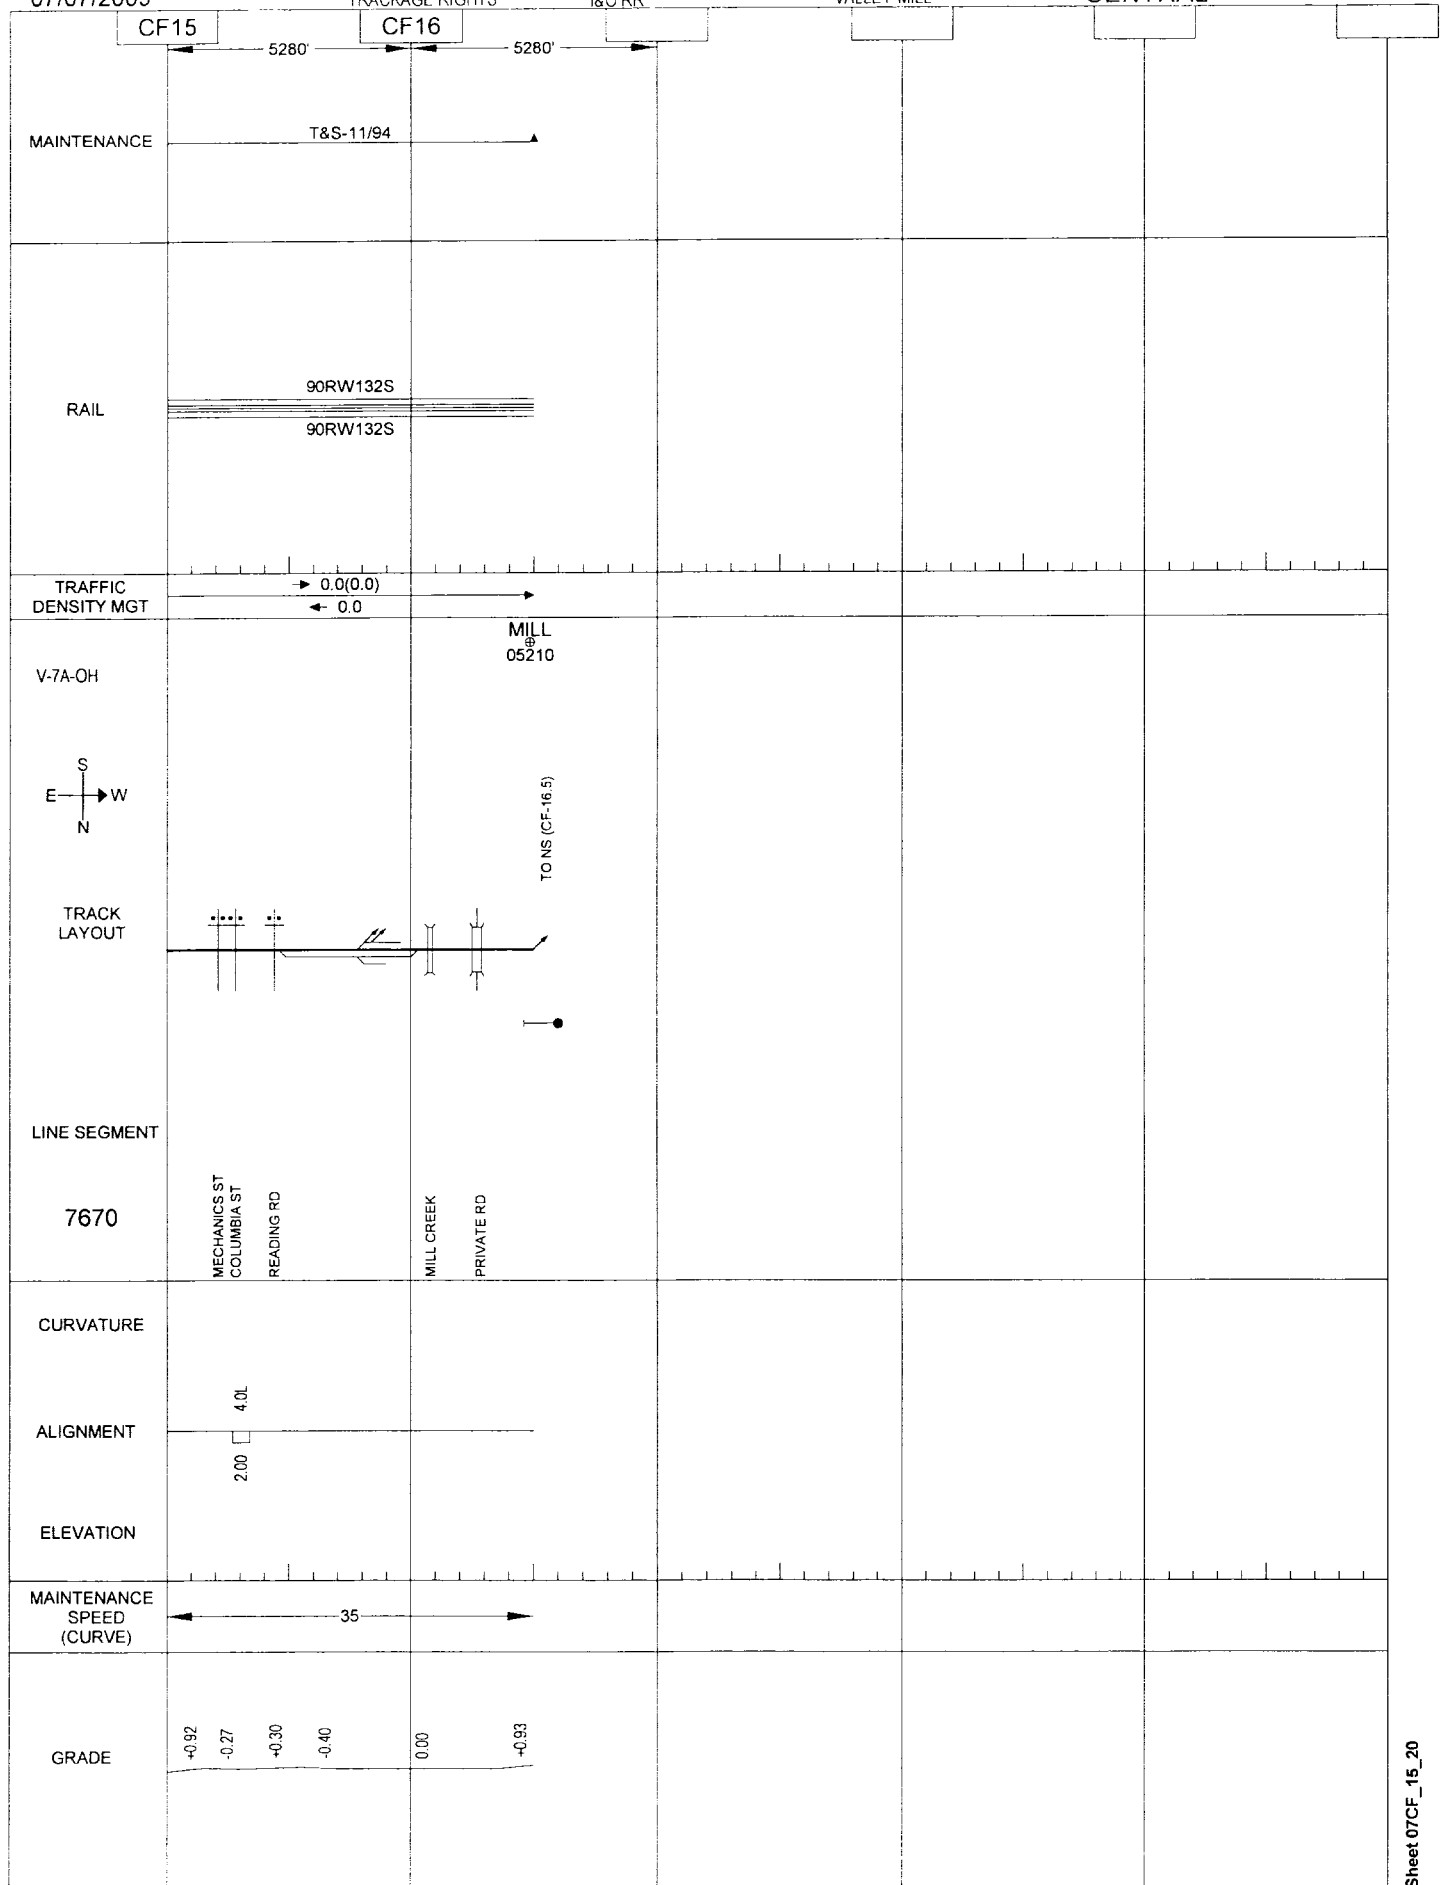 CF15
CF16
5280'
5280'
MAINTENANCE
T&S-11/94
RAIL
90RW132S
90RW132S
TRAFFIC
DENSITY MGT
0.0(0.0)
0.0
MILL
05210
V-7A-OH
S
E
W
N
TO NS (CF-16.5)
TRACK
LAYOUT
LINE SEGMENT
7670
MECHANICS ST
COLUMBIA ST
READING RD
MILL CREEK
PRIVATE RD
CURVATURE
4.0L
ALIGNMENT
2.00
ELEVATION
MAINTENANCE
SPEED
(CURVE)
35
GRADE
+0.92
-0.27
+0.30
-0.40
0.00
+0.93
Sheet 07CF_15_20